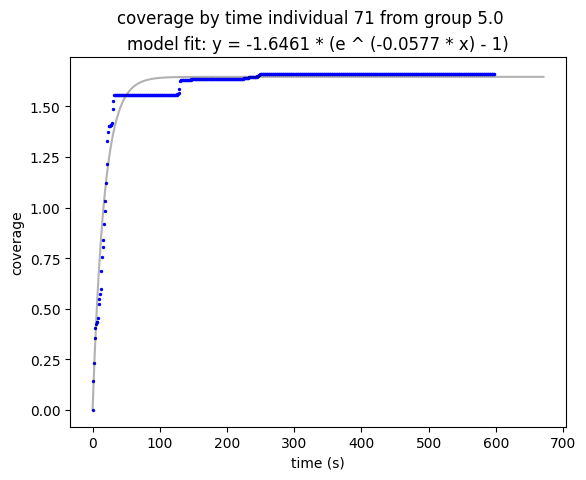 coverage by time individual 71 from group 5.0
model fit: y = -1.6461 * (e ^ (-0.0577 * x) - 1)
1.50
1.25
1.00
0.75
0.50
0.25
0.00
coverage
0 100 200 300 400 500 600 700
time (s)